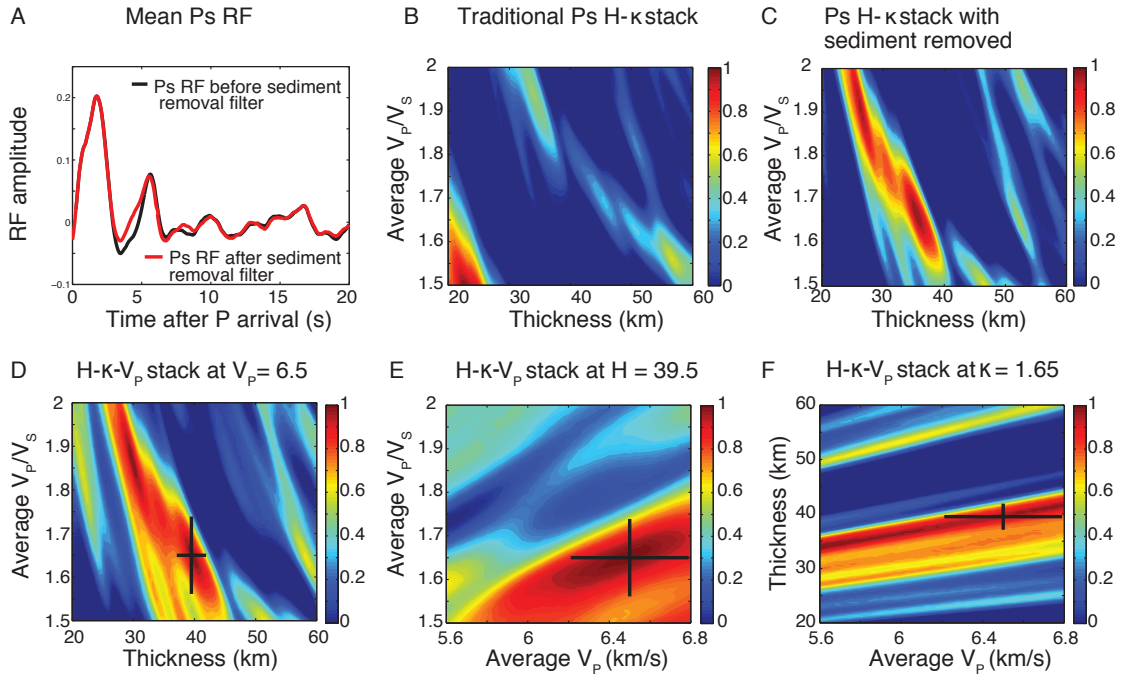 A Mean Ps RF
Ps RF before sediment
removal filter
Ps RF after sediment
removal filter
RF amplitude
0.2
0.1
0
−0.1
0 5 10 15 20
Time after P arrival (s)
B Traditional Ps H-κ stack
Average VP/VS
2
1.9
1.8
1.7
1.6
1.5
20 30 40 50 60
Thickness (km)
1
0.8
0.6
0.4
0.2
0
C Ps H-κ stack with
sediment removed
Average VP/VS
2
1.9
1.8
1.7
1.6
1.5
20 30 40 50 60
Thickness (km)
1
0.8
0.6
0.4
0.2
0
D H-κ-VP stack at VP = 6.5
Average VP/VS
2
1.9
1.8
1.7
1.6
1.5
20 30 40 50 60
Thickness (km)
1
0.8
0.6
0.4
0.2
0
E H-κ-VP stack at H = 39.5
Average VP/VS
2
1.9
1.8
1.7
1.6
1.5
5.6 6 6.4 6.8
Average VP (km/s)
1
0.8
0.6
0.4
0.2
0
F H-κ-VP stack at κ = 1.65
Thickness (km)
60
50
40
30
20
5.6 6 6.4 6.8
Average VP (km/s)
1
0.8
0.6
0.4
0.2
0